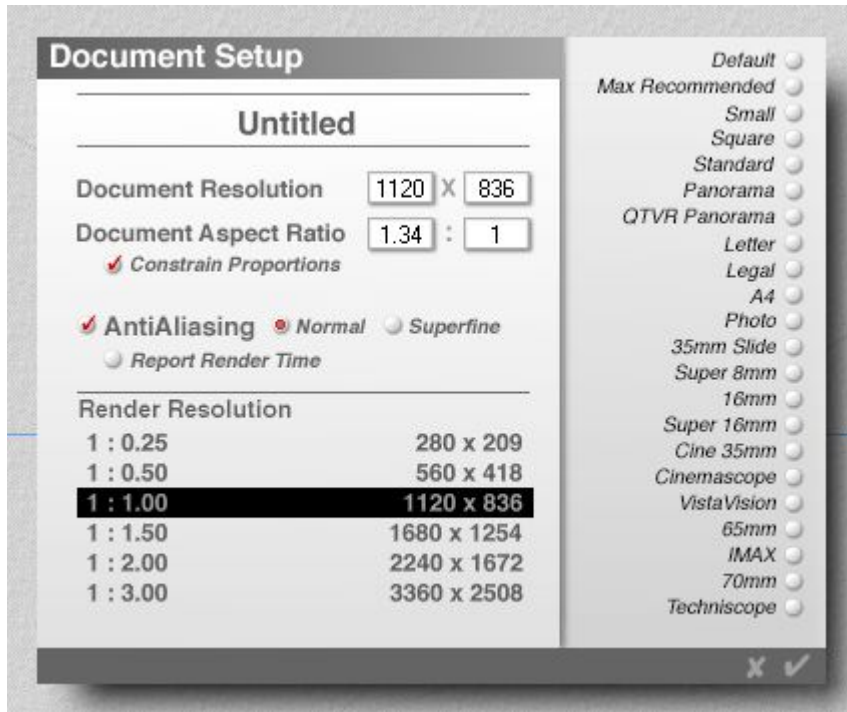 Document Setup
Untitled
Document Resolution 1120 X 836
Document Aspect Ratio 1.34 : 1
Constrain Proportions
AntiAliasing Normal Superfine
Report Render Time
Render Resolution
1 : 0.25 280 x 209
1 : 0.50 560 x 418
1 : 1.00 1120 x 836
1 : 1.50 1680 x 1254
1 : 2.00 2240 x 1672
1 : 3.00 3360 x 2508
Default
Max Recommended
Small
Square
Standard
Panorama
QTVR Panorama
Letter
Legal
A4
Photo
35mm Slide
Super 8mm
16mm
Super 16mm
Cine 35mm
Cinemascope
VistaVision
65mm
IMAX
70mm
Techniscope